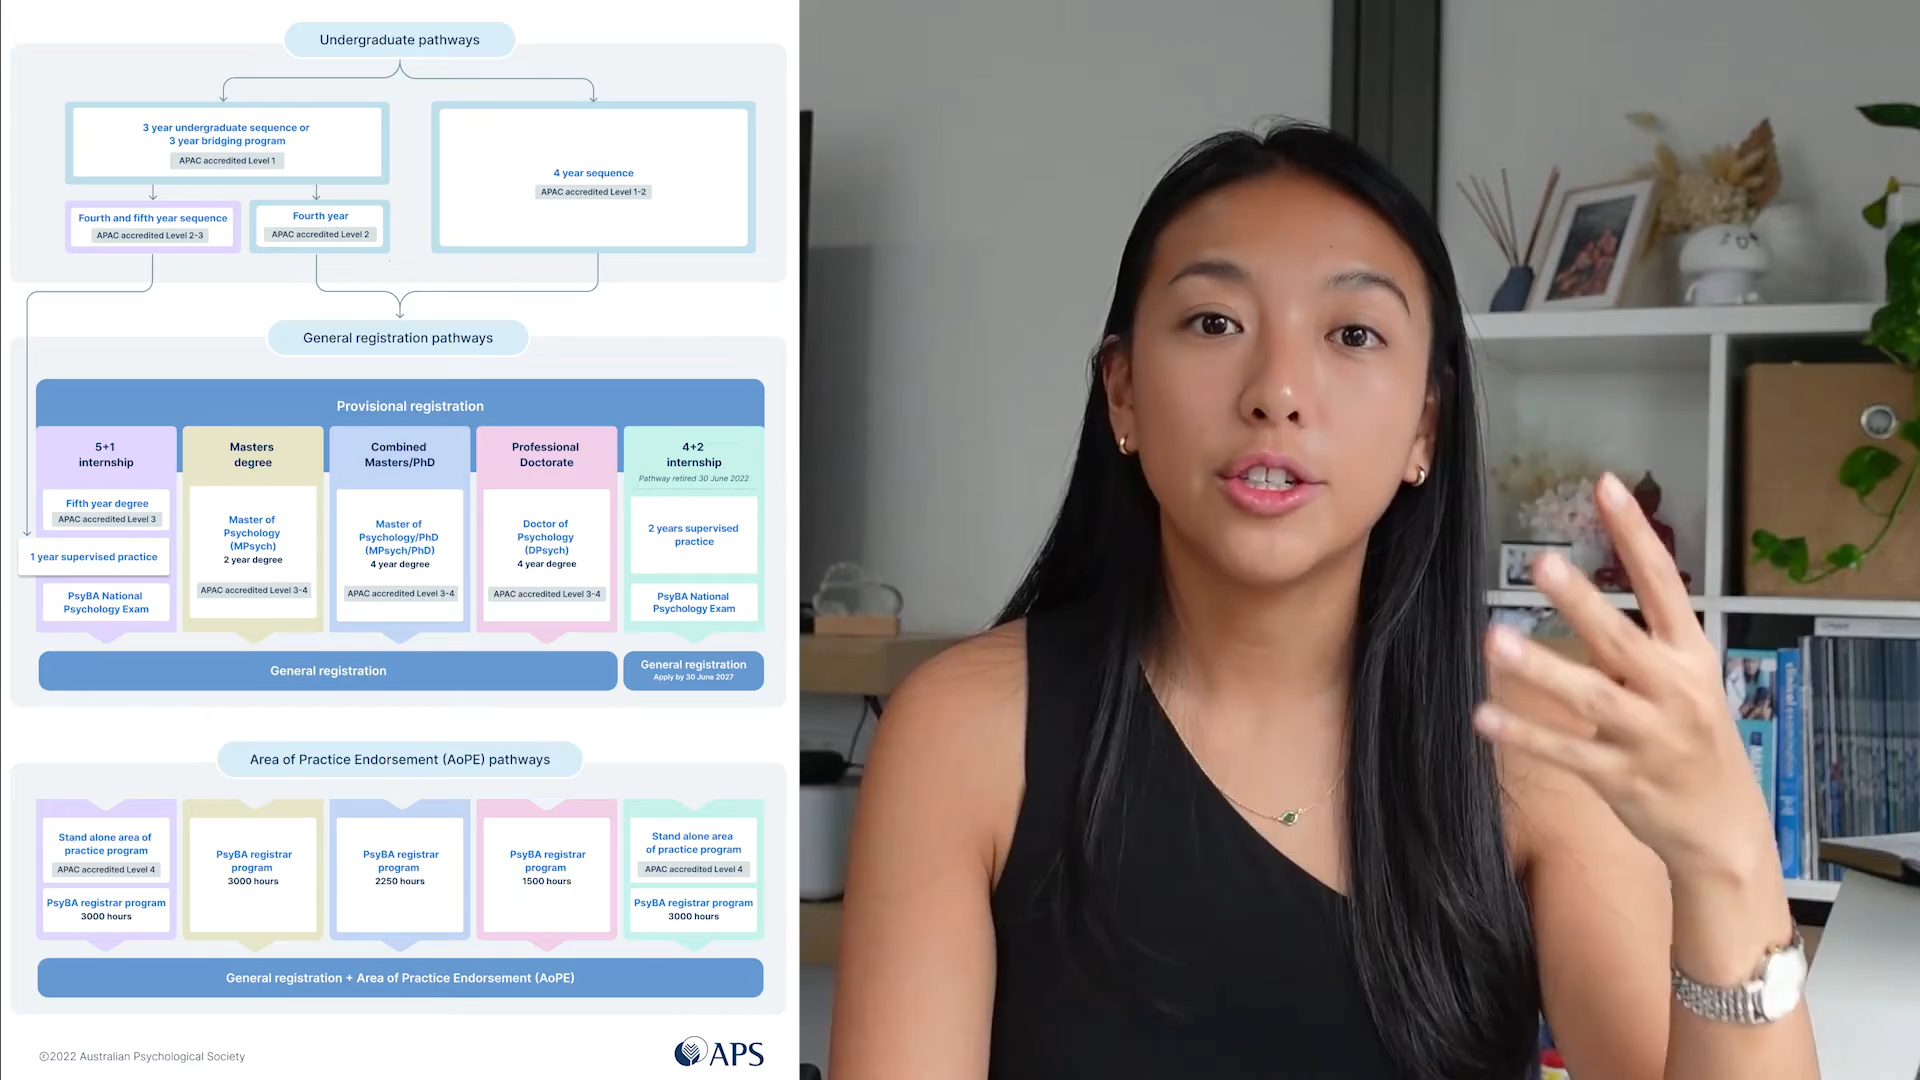 Undergraduate pathways
3 year undergraduate sequence or
3 year bridging program
APAC accredited Level 1
4 year sequence
APAC accredited Level 1-2
Fourth and fifth year sequence
APAC accredited Level 2-3
Fourth year
APAC accredited Level 2
General registration pathways
Provisional registration
5+1
internship
Fifth year degree
APAC accredited Level 3
1 year supervised practice
PsyBA National
Psychology Exam
Masters
degree
Master of
Psychology
(MPsych)
2 year degree
APAC accredited Level 3-4
Combined
Masters/PhD
Master of
Psychology/PhD
(MPsych/PhD)
4 year degree
APAC accredited Level 3-4
Professional
Doctorate
Doctor of
Psychology
(DPsych)
4 year degree
APAC accredited Level 3-4
4+2
internship
Pathway retired 30 June 2022
2 years supervised
practice
PsyBA National
Psychology Exam
General registration
General registration
Apply by 30 June 2027
Area of Practice Endorsement (AoPE) pathways
Stand alone area of
practice program
APAC accredited Level 4
PsyBA registrar program
3000 hours
PsyBA registrar
program
3000 hours
PsyBA registrar
program
2250 hours
PsyBA registrar
program
1500 hours
Stand alone area
of practice program
APAC accredited Level 4
PsyBA registrar program
3000 hours
General registration + Area of Practice Endorsement (AoPE)
©2022 Australian Psychological Society
APS